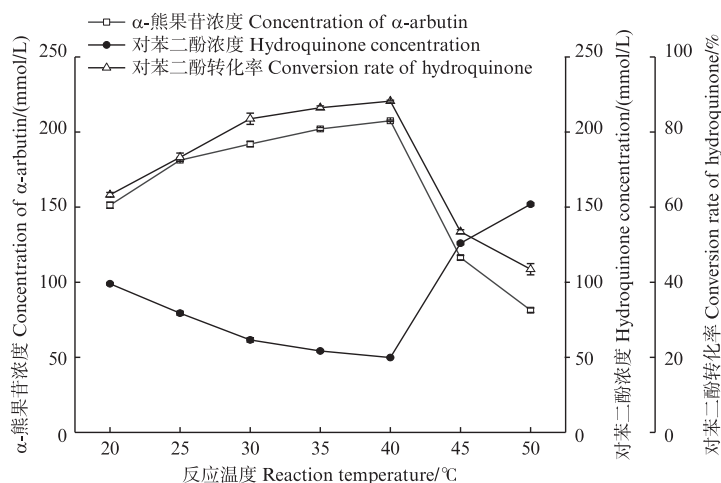 α-熊果苷浓度 Concentration of α-arbutin
对苯二酚浓度 Hydroquinone concentration
对苯二酚转化率 Conversion rate of hydroquinone
α-熊果苷浓度 Concentration of α-arbutin/(mmol/L)
250
200
150
100
50
0
20 25 30 35 40 45 50
反应温度 Reaction temperature/℃
250
200
150
100
50
0
对苯二酚浓度 Hydroquinone concentration/(mmol/L)
100
80
60
40
20
0
对苯二酚转化率 Conversion rate of hydroquinone/%